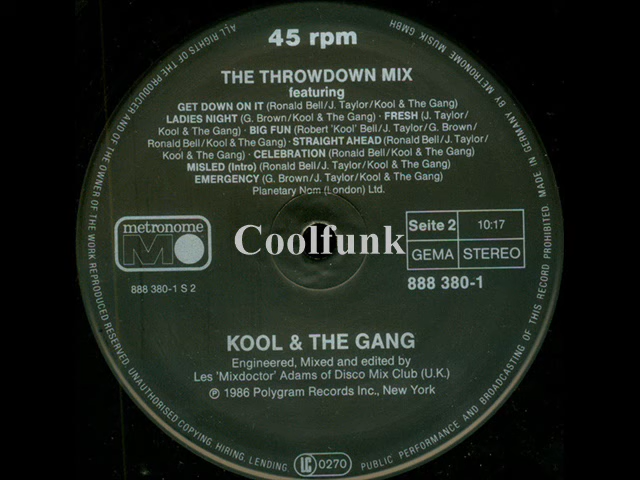 45 rpm
THE THROWDOWN MIX
featuring
GET DOWN ON IT (Ronald Bell/J. Taylor/Kool & The Gang)
LADIES NIGHT (G. Brown/Kool & The Gang) · FRESH (J. Taylor/
Kool & The Gang) · BIG FUN (Robert 'Kool' Bell/J. Taylor/G. Brown/
Ronald Bell/Kool & The Gang) · STRAIGHT AHEAD (Ronald Bell/J. Taylor/
Kool & The Gang) · CELEBRATION (Ronald Bell/Kool & The Gang)
MISLED (Intro) (Ronald Bell/J. Taylor/Kool & The Gang)
EMERGENCY (G. Brown/J. Taylor/Kool & The Gang)
Planetary Nom (London) Ltd.
metronome
888 380-1 S 2
Coolfunk
Seite 2 10:17
GEMA STEREO
888 380-1
KOOL & THE GANG
Engineered, Mixed and edited by
Les 'Mixdoctor' Adams of Disco Mix Club (U.K.)
℗ 1986 Polygram Records Inc., New York
LC 0270
ALL RIGHTS OF THE PRODUCER AND OF THE OWNER OF THE WORK REPRODUCED RESERVED. UNAUTHORISED COPYING, HIRING, LENDING, PUBLIC PERFORMANCE AND BROADCASTING OF THIS RECORD PROHIBITED. MADE IN GERMANY BY METRONOME MUSIK GMBH